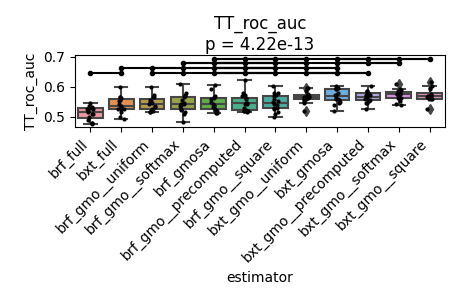 TT_roc_auc
p = 4.22e-13
TT_roc_auc
0.7
0.6
0.5
brf_full
bxt_full
brf_gmo__uniform
brf_gmo__softmax
brf_gmosa
brf_gmo__precomputed
brf_gmo__square
bxt_gmo__uniform
bxt_gmosa
bxt_gmo__precomputed
bxt_gmo__softmax
bxt_gmo__square
estimator